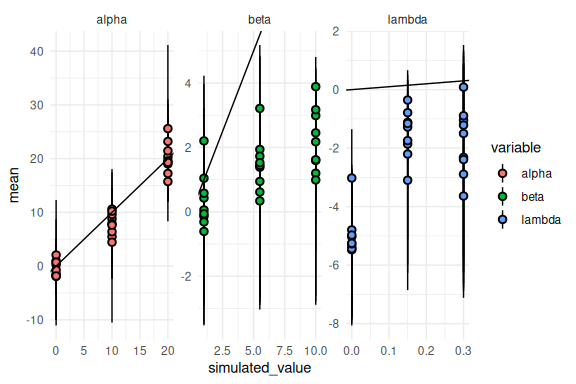 alpha beta lambda
mean
40
30
20
10
0
-10
4
2
0
-2
2
0
-2
-4
-6
-8
0 10 20
2.5 5.0 7.5 10.0
0.0 0.1 0.2 0.3
simulated_value
variable
alpha
beta
lambda